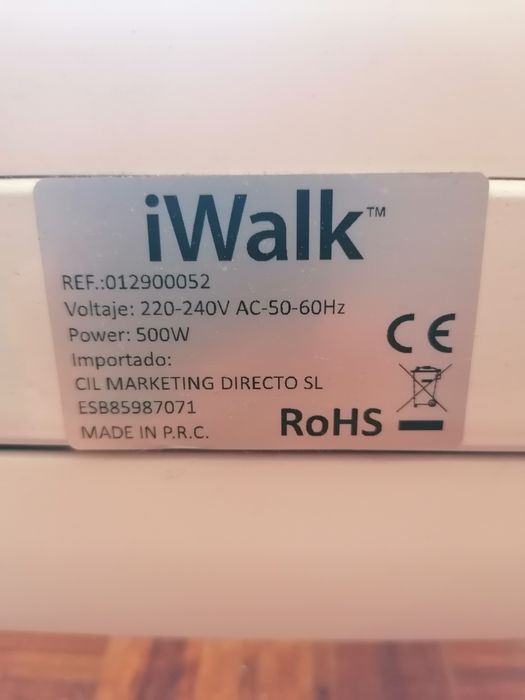 iWalk™
REF.:012900052
Voltaje: 220-240V AC-50-60Hz
Power: 500W
Importado:
CIL MARKETING DIRECTO SL
ESB85987071
MADE IN P.R.C.
CE
RoHS